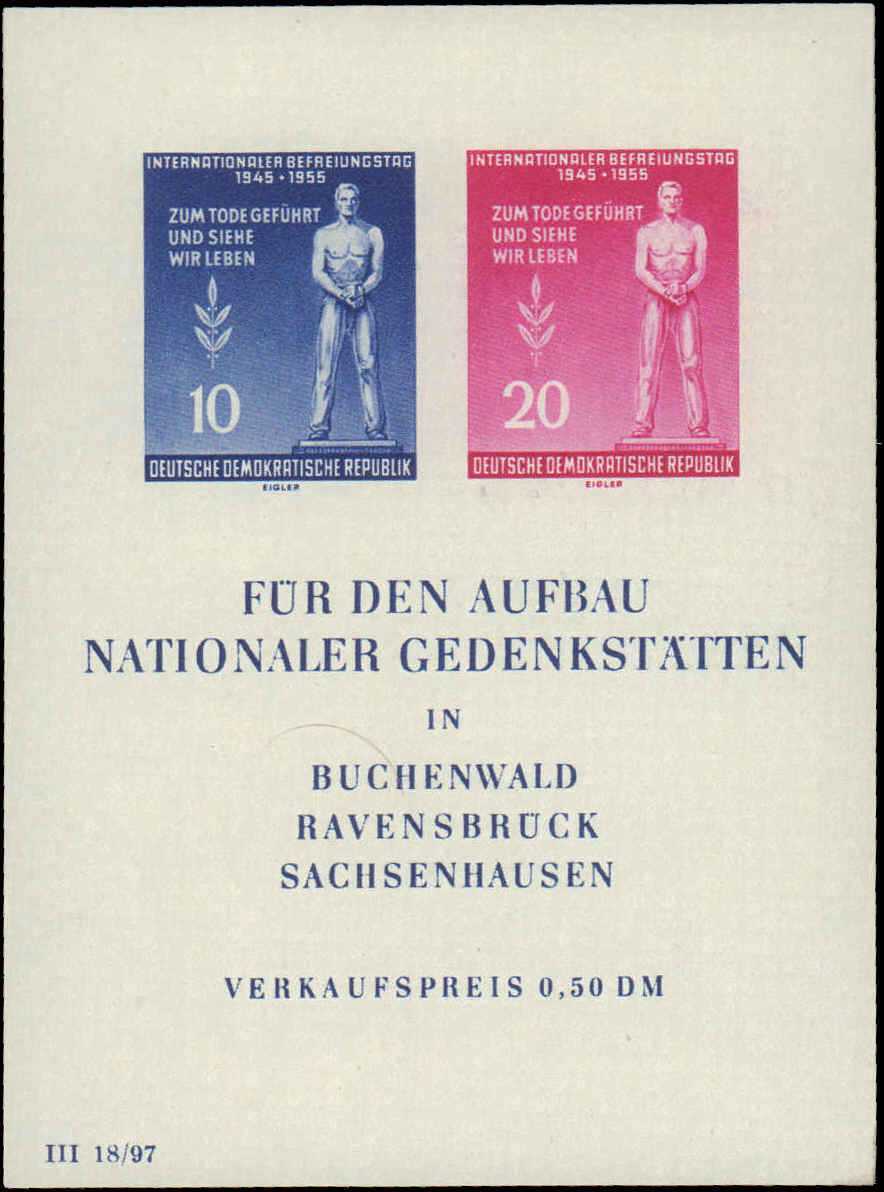 INTERNATIONALER BEFREIUNGSTAG
1945 • 1955
ZUM TODE GEFÜHRT
UND SIEHE
WIR LEBEN
10
DEUTSCHE DEMOKRATISCHE REPUBLIK
EIGLER
INTERNATIONALER BEFREIUNGSTAG
1945 • 1955
ZUM TODE GEFÜHRT
UND SIEHE
WIR LEBEN
20
DEUTSCHE DEMOKRATISCHE REPUBLIK
EIGLER
FÜR DEN AUFBAU
NATIONALER GEDENKSTÄTTEN
IN
BUCHENWALD
RAVENSBRÜCK
SACHSENHAUSEN
VERKAUFSPREIS 0,50 DM
III 18/97